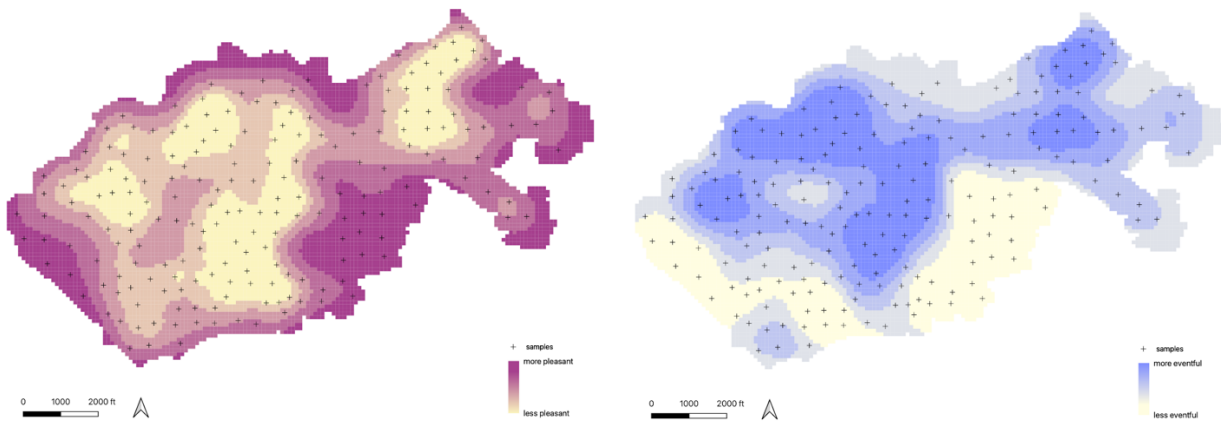 samples
more pleasant
less pleasant
0 1000 2000 ft
samples
more eventful
less eventful
0 1000 2000 ft